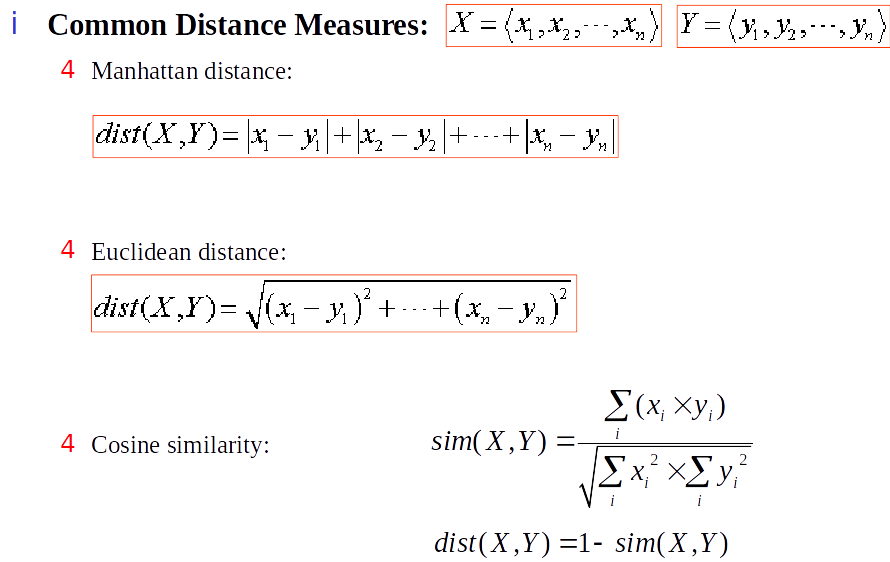 i Common Distance Measures: X = ⟨x₁,x₂,···,xₙ⟩ Y = ⟨y₁,y₂,···,yₙ⟩
4 Manhattan distance:
dist(X,Y)=|x₁ − y₁|+|x₂ − y₂|+···+|xₙ − yₙ|
4 Euclidean distance:
dist(X,Y)= √((x₁ − y₁)² + ··· + (xₙ − yₙ)²)
4 Cosine similarity: sim(X,Y) = ∑ᵢ(xᵢ × yᵢ) / √(∑ᵢ xᵢ² × ∑ᵢ yᵢ²)
dist(X,Y) =1- sim(X,Y)